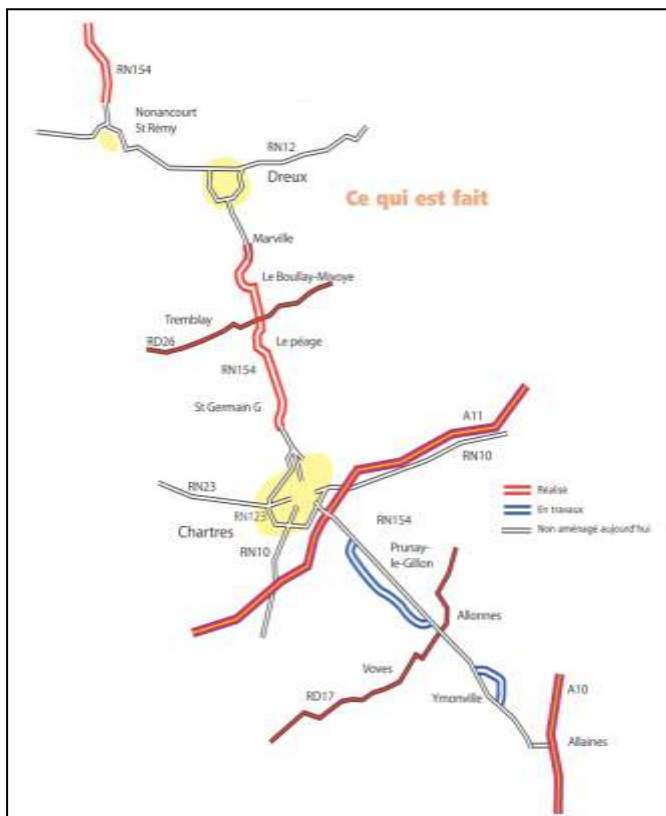 RN154
Nonancourt
St Rémy
RN12
Dreux
Ce qui est fait
Marville
Le Boullay-Mivoye
Tremblay
RD26
Le péage
RN154
St Germain G
A11
RN10
RN23
RN123
Chartres
RN10
RN154
Réalisé
En travaux
Non aménagé aujourd'hui
Prunay-
le-Gillon
Allonnes
Voves
RD17
Ymonville
A10
Allaines